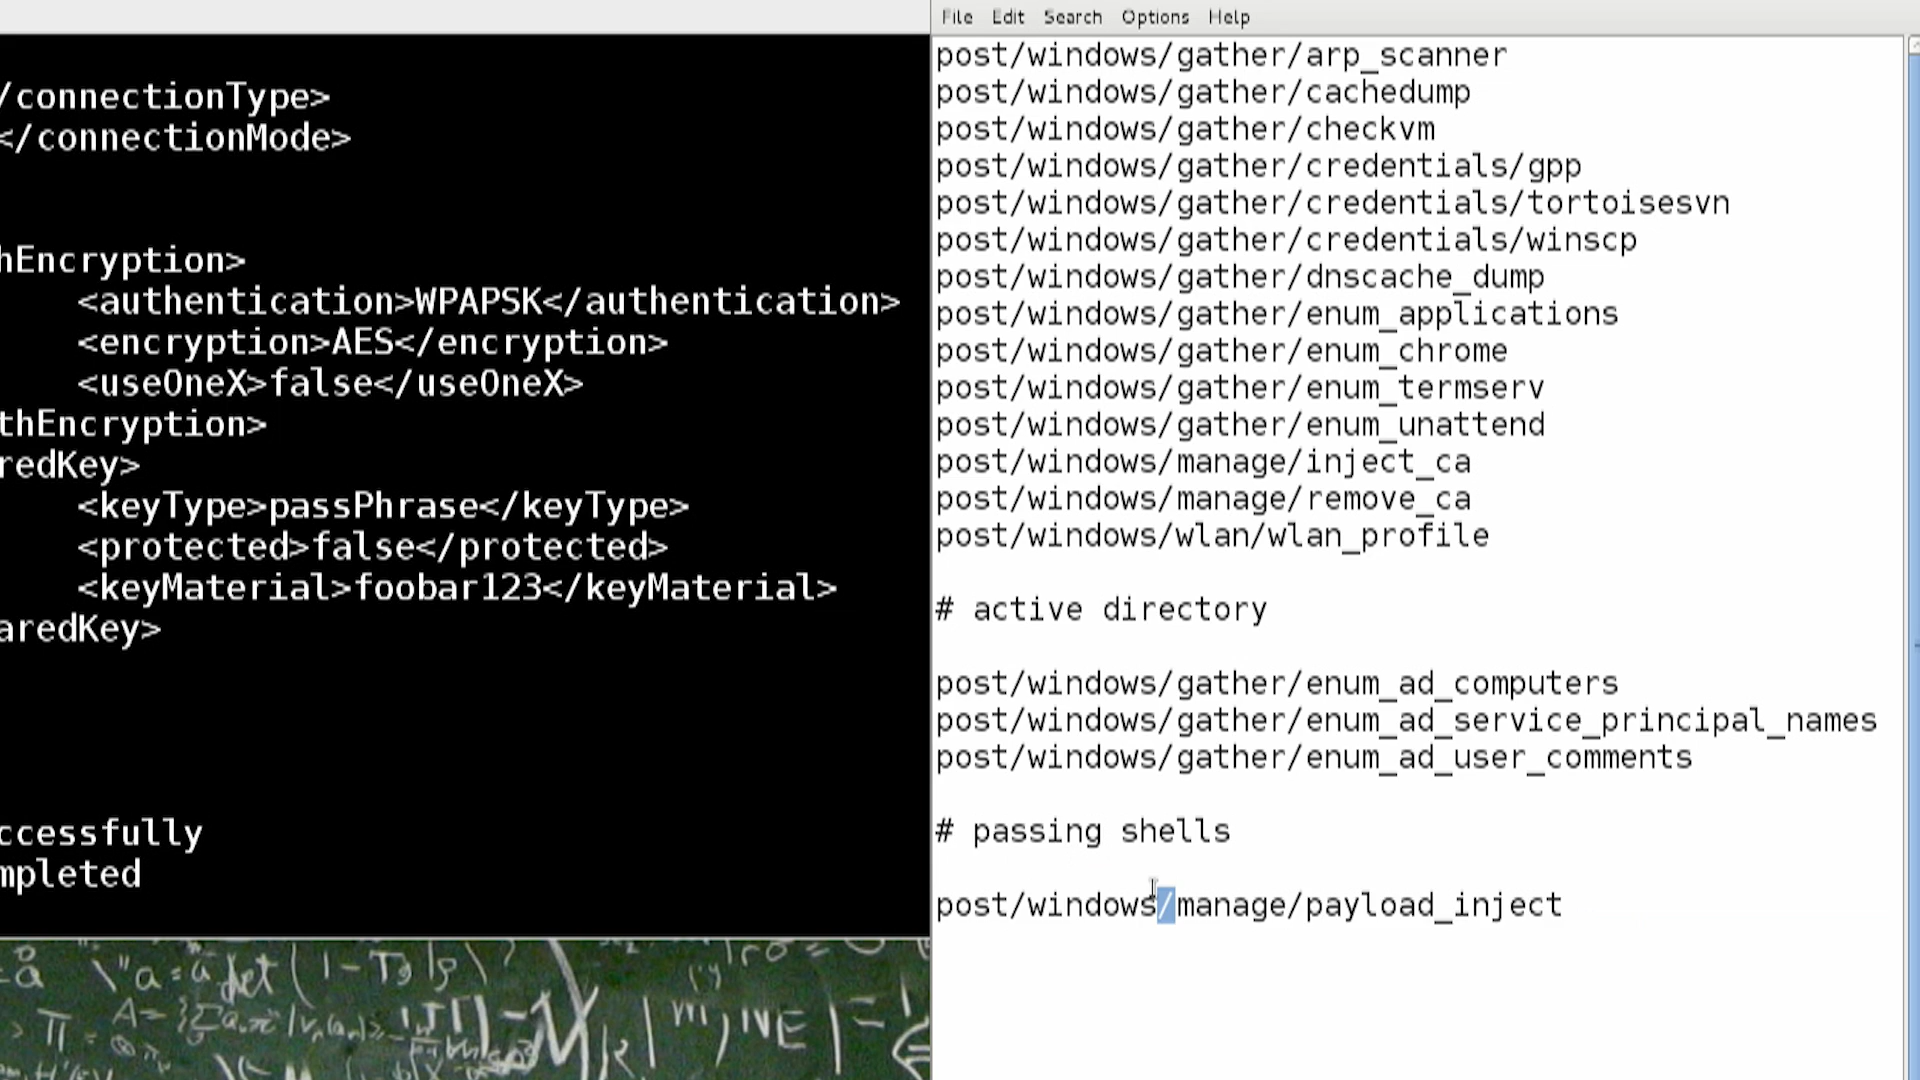 /connectionType>
</connectionMode>
hEncryption>
<authentication>WPAPSK</authentication>
<encryption>AES</encryption>
<useOneX>false</useOneX>
thEncryption>
redKey>
<keyType>passPhrase</keyType>
<protected>false</protected>
<keyMaterial>foobar123</keyMaterial>
aredKey>
ccessfully
mpleted
File Edit Search Options Help
post/windows/gather/arp_scanner
post/windows/gather/cachedump
post/windows/gather/checkvm
post/windows/gather/credentials/gpp
post/windows/gather/credentials/tortoisesvn
post/windows/gather/credentials/winscp
post/windows/gather/dnscache_dump
post/windows/gather/enum_applications
post/windows/gather/enum_chrome
post/windows/gather/enum_termserv
post/windows/gather/enum_unattend
post/windows/manage/inject_ca
post/windows/manage/remove_ca
post/windows/wlan/wlan_profile
# active directory
post/windows/gather/enum_ad_computers
post/windows/gather/enum_ad_service_principal_names
post/windows/gather/enum_ad_user_comments
# passing shells
post/windows/manage/payload_inject